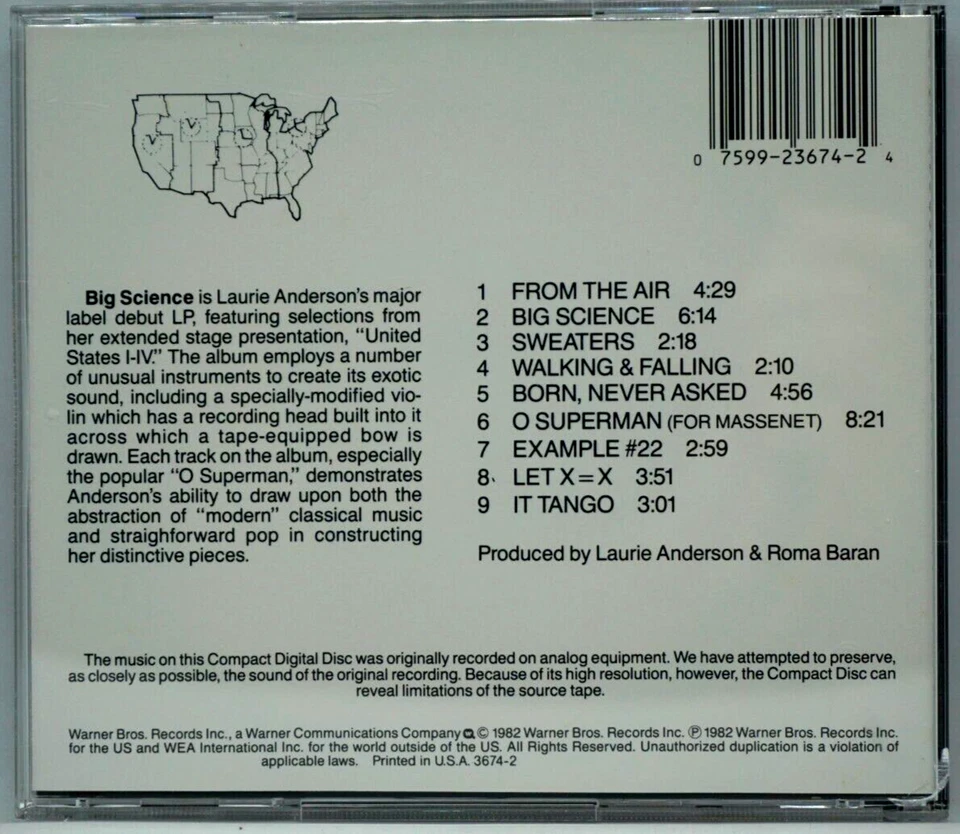 0 7599-23674-2 4
Big Science is Laurie Anderson's major
label debut LP, featuring selections from
her extended stage presentation, "United
States I-IV." The album employs a number
of unusual instruments to create its exotic
sound, including a specially-modified vio-
lin which has a recording head built into it
across which a tape-equipped bow is
drawn. Each track on the album, especially
the popular "O Superman," demonstrates
Anderson's ability to draw upon both the
abstraction of "modern" classical music
and straighforward pop in constructing
her distinctive pieces.
1 FROM THE AIR 4:29
2 BIG SCIENCE 6:14
3 SWEATERS 2:18
4 WALKING & FALLING 2:10
5 BORN, NEVER ASKED 4:56
6 O SUPERMAN (FOR MASSENET) 8:21
7 EXAMPLE #22 2:59
8 LET X=X 3:51
9 IT TANGO 3:01
Produced by Laurie Anderson & Roma Baran
The music on this Compact Digital Disc was originally recorded on analog equipment. We have attempted to preserve,
as closely as possible, the sound of the original recording. Because of its high resolution, however, the Compact Disc can
reveal limitations of the source tape.
Warner Bros. Records Inc., a Warner Communications Company © 1982 Warner Bros. Records Inc. ℗ 1982 Warner Bros. Records Inc.
for the US and WEA International Inc. for the world outside of the US. All Rights Reserved. Unauthorized duplication is a violation of
applicable laws. Printed in U.S.A. 3674-2